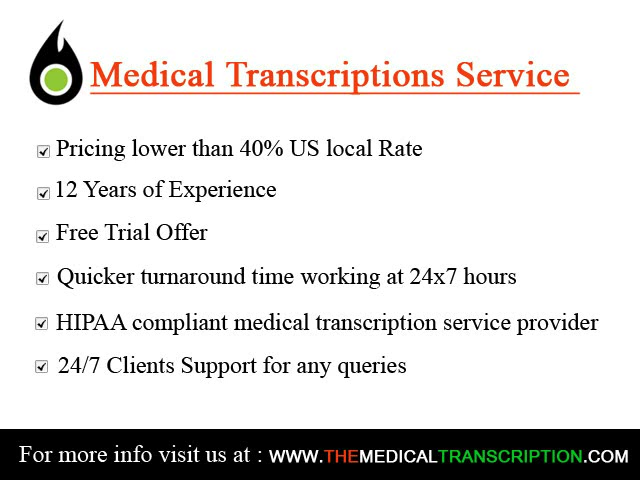 Medical Transcriptions Service
Pricing lower than 40% US local Rate
12 Years of Experience
Free Trial Offer
Quicker turnaround time working at 24x7 hours
HIPAA compliant medical transcription service provider
24/7 Clients Support for any queries
For more info visit us at : WWW.THEMEDICALTRANSCRIPTION.COM